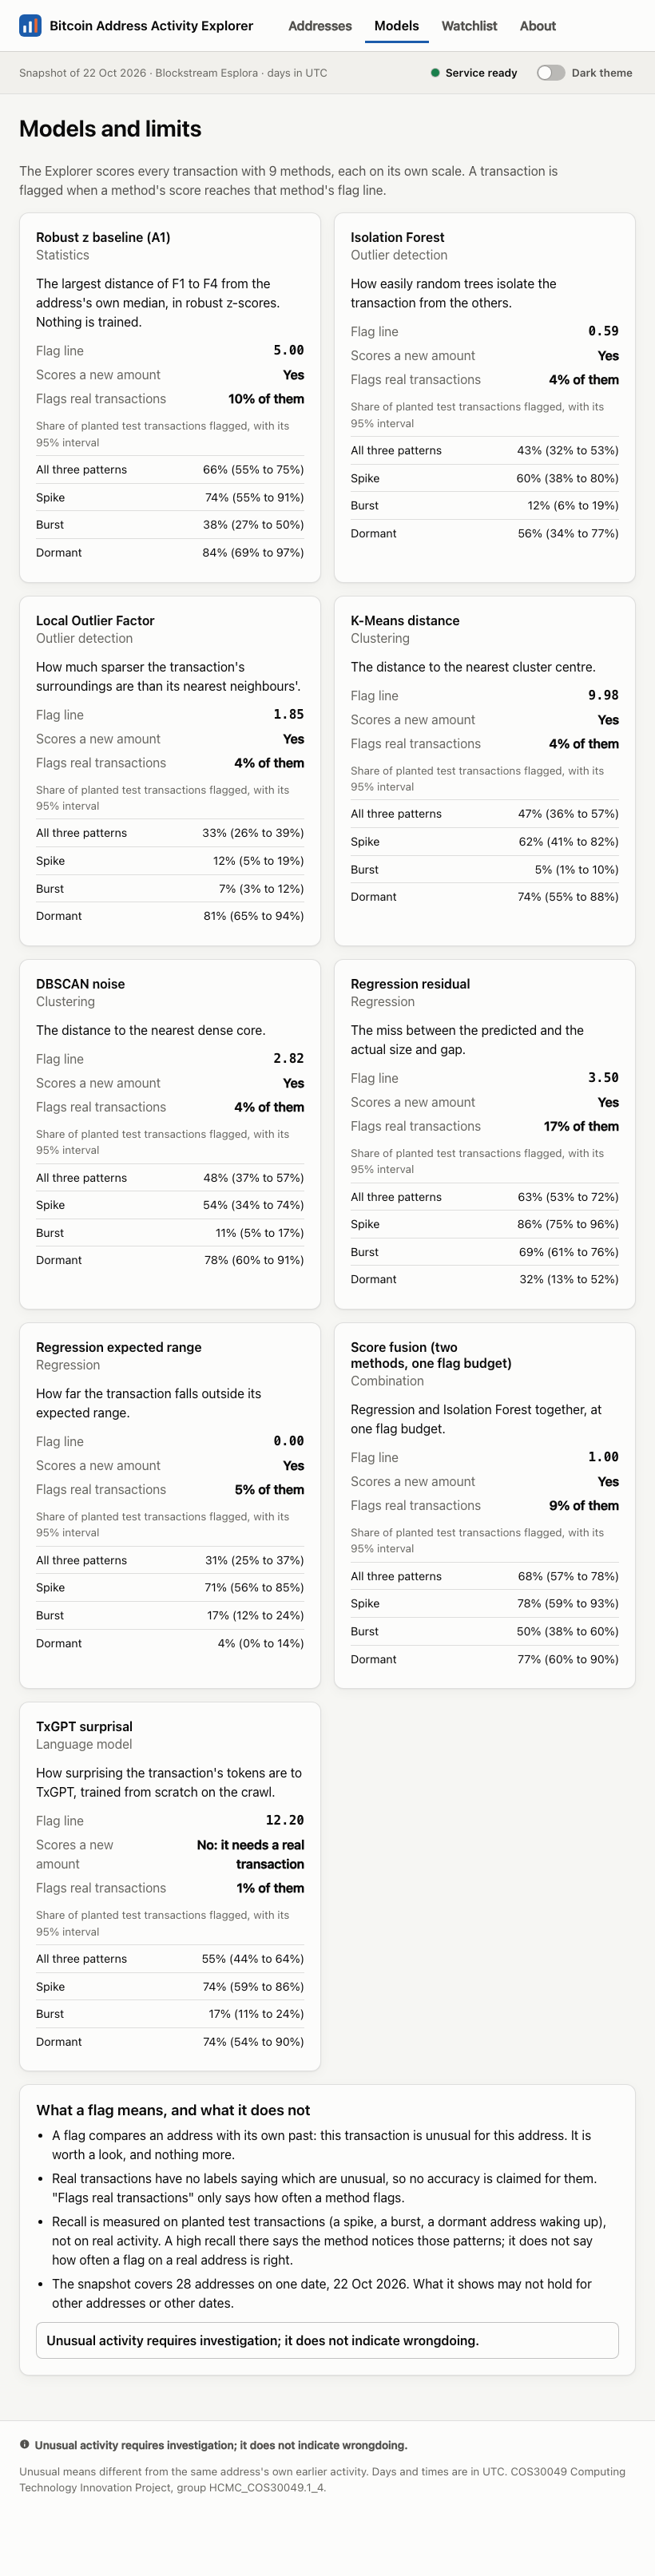 Bitcoin Address Activity Explorer
Addresses
Models
Watchlist
About
Snapshot of 22 Oct 2026 · Blockstream Esplora · days in UTC
Service ready
Dark theme
Models and limits
The Explorer scores every transaction with 9 methods, each on its own scale. A transaction is
flagged when a method's score reaches that method's flag line.
Robust z baseline (A1)
Statistics
The largest distance of F1 to F4 from the
address's own median, in robust z-scores.
Nothing is trained.
Flag line 5.00
Scores a new amount Yes
Flags real transactions 10% of them
Share of planted test transactions flagged, with its
95% interval
All three patterns 66% (55% to 75%)
Spike 74% (55% to 91%)
Burst 38% (27% to 50%)
Dormant 84% (69% to 97%)
Isolation Forest
Outlier detection
How easily random trees isolate the
transaction from the others.
Flag line 0.59
Scores a new amount Yes
Flags real transactions 4% of them
Share of planted test transactions flagged, with its
95% interval
All three patterns 43% (32% to 53%)
Spike 60% (38% to 80%)
Burst 12% (6% to 19%)
Dormant 56% (34% to 77%)
Local Outlier Factor
Outlier detection
How much sparser the transaction's
surroundings are than its nearest neighbours'.
Flag line 1.85
Scores a new amount Yes
Flags real transactions 4% of them
Share of planted test transactions flagged, with its
95% interval
All three patterns 33% (26% to 39%)
Spike 12% (5% to 19%)
Burst 7% (3% to 12%)
Dormant 81% (65% to 94%)
K-Means distance
Clustering
The distance to the nearest cluster centre.
Flag line 9.98
Scores a new amount Yes
Flags real transactions 4% of them
Share of planted test transactions flagged, with its
95% interval
All three patterns 47% (36% to 57%)
Spike 62% (41% to 82%)
Burst 5% (1% to 10%)
Dormant 74% (55% to 88%)
DBSCAN noise
Clustering
The distance to the nearest dense core.
Flag line 2.82
Scores a new amount Yes
Flags real transactions 4% of them
Share of planted test transactions flagged, with its
95% interval
All three patterns 48% (37% to 57%)
Spike 54% (34% to 74%)
Burst 11% (5% to 17%)
Dormant 78% (60% to 91%)
Regression residual
Regression
The miss between the predicted and the
actual size and gap.
Flag line 3.50
Scores a new amount Yes
Flags real transactions 17% of them
Share of planted test transactions flagged, with its
95% interval
All three patterns 63% (53% to 72%)
Spike 86% (75% to 96%)
Burst 69% (61% to 76%)
Dormant 32% (13% to 52%)
Regression expected range
Regression
How far the transaction falls outside its
expected range.
Flag line 0.00
Scores a new amount Yes
Flags real transactions 5% of them
Share of planted test transactions flagged, with its
95% interval
All three patterns 31% (25% to 37%)
Spike 71% (56% to 85%)
Burst 17% (12% to 24%)
Dormant 4% (0% to 14%)
Score fusion (two
methods, one flag budget)
Combination
Regression and Isolation Forest together, at
one flag budget.
Flag line 1.00
Scores a new amount Yes
Flags real transactions 9% of them
Share of planted test transactions flagged, with its
95% interval
All three patterns 68% (57% to 78%)
Spike 78% (59% to 93%)
Burst 50% (38% to 60%)
Dormant 77% (60% to 90%)
TxGPT surprisal
Language model
How surprising the transaction's tokens are to
TxGPT, trained from scratch on the crawl.
Flag line 12.20
Scores a new No: it needs a real
amount transaction
Flags real transactions 1% of them
Share of planted test transactions flagged, with its
95% interval
All three patterns 55% (44% to 64%)
Spike 74% (59% to 86%)
Burst 17% (11% to 24%)
Dormant 74% (54% to 90%)
What a flag means, and what it does not
• A flag compares an address with its own past: this transaction is unusual for this address. It is
worth a look, and nothing more.
• Real transactions have no labels saying which are unusual, so no accuracy is claimed for them.
"Flags real transactions" only says how often a method flags.
• Recall is measured on planted test transactions (a spike, a burst, a dormant address waking up),
not on real activity. A high recall there says the method notices those patterns; it does not say
how often a flag on a real address is right.
• The snapshot covers 28 addresses on one date, 22 Oct 2026. What it shows may not hold for
other addresses or other dates.
Unusual activity requires investigation; it does not indicate wrongdoing.
Unusual activity requires investigation; it does not indicate wrongdoing.
Unusual means different from the same address's own earlier activity. Days and times are in UTC. COS30049 Computing
Technology Innovation Project, group HCMC_COS30049.1_4.